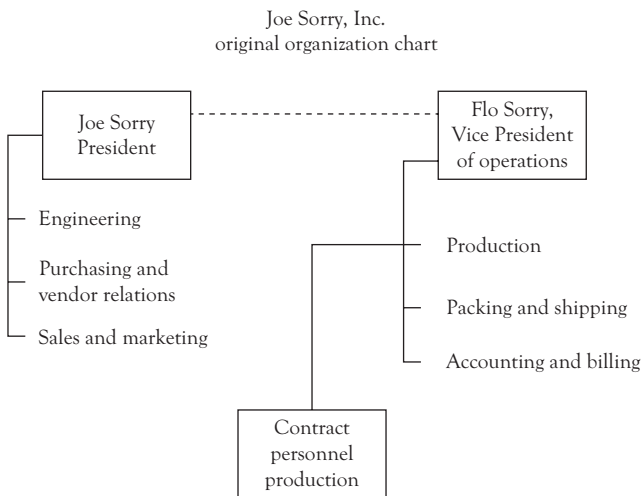 Joe Sorry, Inc.
original organization chart
Joe Sorry
President
Flo Sorry,
Vice President
of operations
Engineering
Purchasing and
vendor relations
Sales and marketing
Production
Packing and shipping
Accounting and billing
Contract
personnel
production